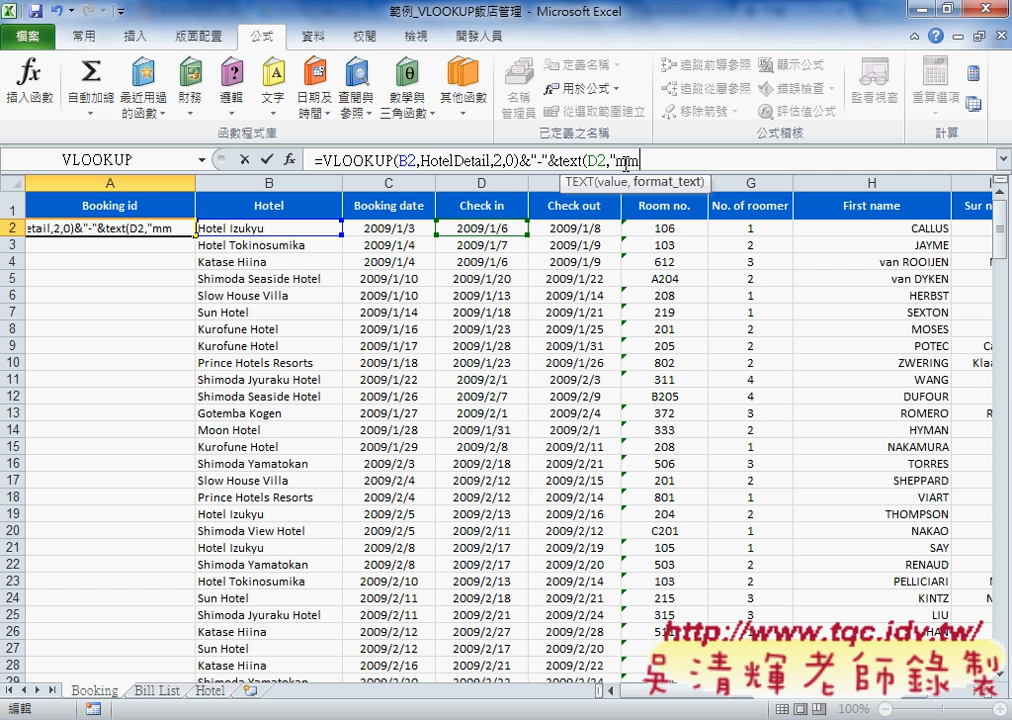 範例_VLOOKUP飯店管理 - Microsoft Excel
檔案 常用 插入 版面配置 公式 資料 校閱 檢視 開發人員
插入函數 自動加總 最近用過的函數 財務 邏輯 文字 日期及時間 查閱與參照 數學與三角函數 其他函數 名稱管理員 定義名稱 用於公式 從選取範圍建立 追蹤前導參照 追蹤從屬參照 移除箭號 顯示公式 錯誤檢查 評估值公式 監看視窗 重算選項
函數程式庫 已定義之名稱 公式稽核 計算
VLOOKUP =VLOOKUP(B2,HotelDetail,2,0)&"-"&text(D2,"mm
TEXT(value, format_text)
A B C D G H I
1 Booking id Hotel Booking date Check in Check out Room no. No. of roomer First name Sur n
2 etail,2,0)&"-"&text(D2,"mm Hotel Izukyu 2009/1/3 2009/1/6 2009/1/8 106 1 CALLUS
3 Hotel Tokinosumika 2009/1/4 2009/1/7 2009/1/9 103 2 JAYME
4 Katase Hiina 2009/1/4 2009/1/6 2009/1/9 612 3 van ROOIJEN
5 Shimoda Seaside Hotel 2009/1/10 2009/1/20 2009/1/22 A204 2 van DYKEN
6 Slow House Villa 2009/1/10 2009/1/13 2009/1/14 208 1 HERBST
7 Sun Hotel 2009/1/14 2009/1/18 2009/1/21 219 1 SEXTON
8 Kurofune Hotel 2009/1/16 2009/1/23 2009/1/25 201 2 MOSES
9 Kurofune Hotel 2009/1/17 2009/1/28 2009/1/31 205 2 POTEC
10 Prince Hotels Resorts 2009/1/18 2009/1/23 2009/1/26 802 2 ZWERING Klaa
11 Shimoda Jyuraku Hotel 2009/1/22 2009/2/1 2009/2/3 311 4 WANG
12 Shimoda Seaside Hotel 2009/1/26 2009/2/7 2009/2/9 B205 4 DUFOUR
13 Gotemba Kogen 2009/1/27 2009/2/1 2009/2/4 372 3 ROMERO
14 Moon Hotel 2009/1/28 2009/1/31 2009/2/1 333 2 HYMAN
15 Kurofune Hotel 2009/1/29 2009/2/8 2009/2/11 208 1 NAKAMURA
16 Shimoda Yamatokan 2009/2/3 2009/2/18 2009/2/21 506 3 TORRES
17 Slow House Villa 2009/2/4 2009/2/12 2009/2/15 201 2 SHEPPARD
18 Prince Hotels Resorts 2009/2/4 2009/2/12 2009/2/14 801 1 VIART
19 Hotel Izukyu 2009/2/5 2009/2/13 2009/2/16 204 2 THOMPSON
20 Shimoda View Hotel 2009/2/5 2009/2/11 2009/2/12 C201 1 NAKAO
21 Hotel Izukyu 2009/2/8 2009/2/17 2009/2/19 105 1 SAY
22 Shimoda Yamatokan 2009/2/8 2009/2/17 2009/2/20 503 2 RENAUD
23 Hotel Tokinosumika 2009/2/10 2009/2/13 2009/2/14 103 2 PELLICIARI
24 Sun Hotel 2009/2/11 2009/2/18 2009/2/21 215 3 KINTZ
25 Shimoda Jyuraku Hotel 2009/2/11 2009/2/21 2009/2/24 315 3 LIU
26 Katase Hiina 2009/2/12 2009/2/27 2009/2/28
27 Sun Hotel 2009/2/12 2009/2/17 2009/2/20
28 Katase Hiina 2009/2/16 2009/2/21 2009/2/22
http://www.tqc.idv.tw/
吳清輝老師錄製
Booking Bill List Hotel
編輯 100%